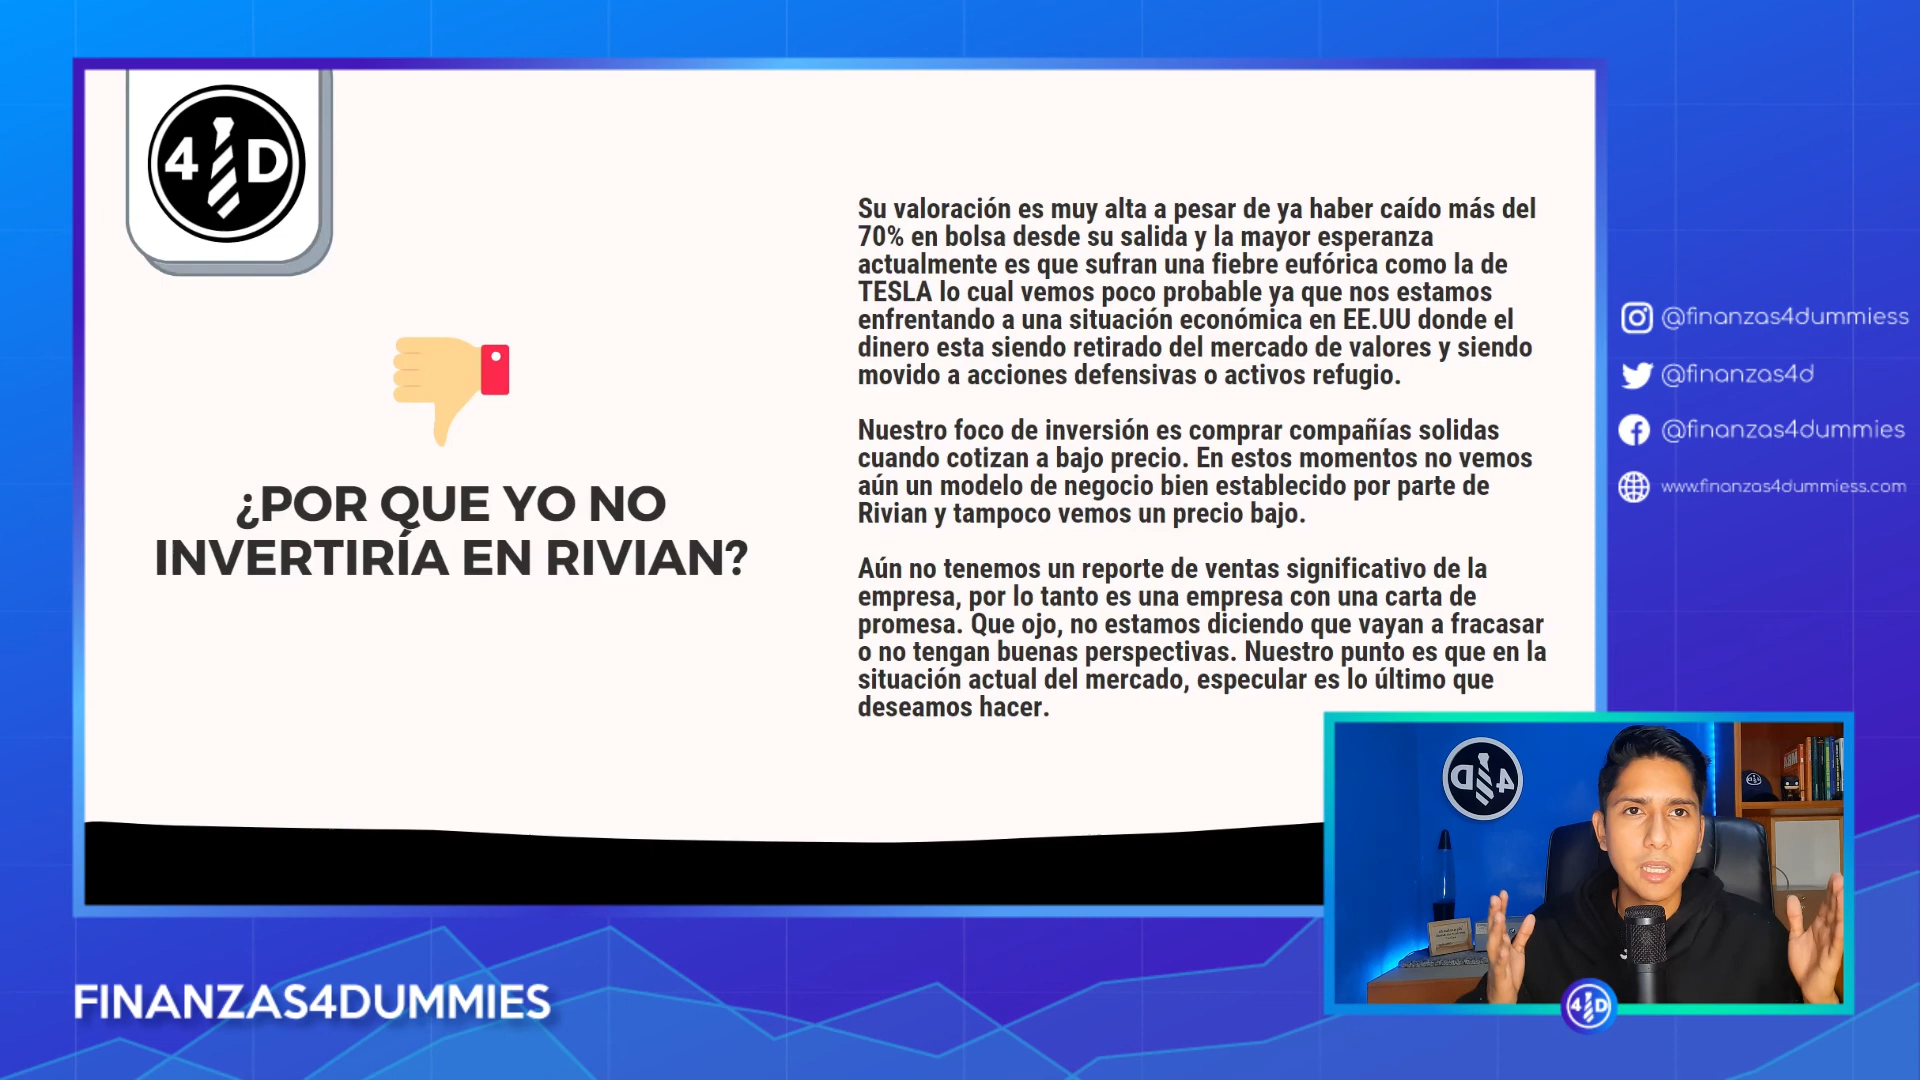 4 D
¿POR QUE YO NO
INVERTIRÍA EN RIVIAN?
Su valoración es muy alta a pesar de ya haber caído más del
70% en bolsa desde su salida y la mayor esperanza
actualmente es que sufran una fiebre eufórica como la de
TESLA lo cual vemos poco probable ya que nos estamos
enfrentando a una situación económica en EE.UU donde el
dinero esta siendo retirado del mercado de valores y siendo
movido a acciones defensivas o activos refugio.
Nuestro foco de inversión es comprar compañías solidas
cuando cotizan a bajo precio. En estos momentos no vemos
aún un modelo de negocio bien establecido por parte de
Rivian y tampoco vemos un precio bajo.
Aún no tenemos un reporte de ventas significativo de la
empresa, por lo tanto es una empresa con una carta de
promesa. Que ojo, no estamos diciendo que vayan a fracasar
o no tengan buenas perspectivas. Nuestro punto es que en la
situación actual del mercado, especular es lo último que
deseamos hacer.
@finanzas4dummiess
@finanzas4d
@finanzas4dummies
www.finanzas4dummiess.com
4 D
4 D
FINANZAS4DUMMIES